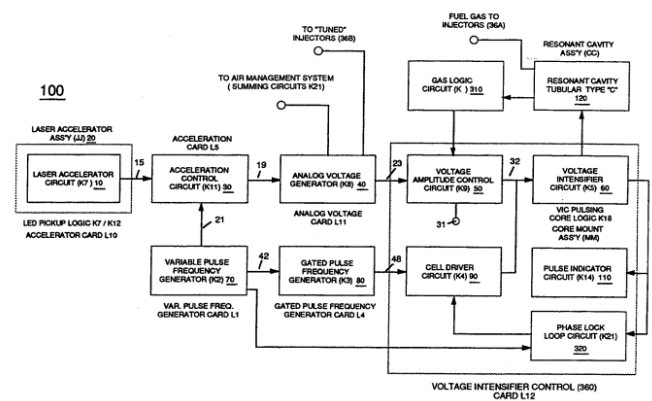 FUEL GAS TO
INJECTORS (36A)
TO "TUNED"
INJECTORS (36B)
RESONANT CAVITY
ASS'Y (CC)
TO AIR MANAGEMENT SYSTEM
( SUMMING CIRCUITS K21)
GAS LOGIC
CIRCUIT (K ) 310
RESONANT CAVITY
TUBULAR TYPE "C"
120
100
LASER ACCELERATOR
ASS'Y (JJ) 20
ACCELERATION
CARD L5
15
19
23
32
LASER ACCELERATOR
CIRCUIT (K7 ) 10
ACCELERATION
CONTROL
CIRCUIT (K11) 30
ANALOG VOLTAGE
GENERATOR (K8) 40
VOLTAGE
AMPLITUDE CONTROL
CIRCUIT (K9) 50
VOLTAGE
INTENSIFIER
CIRCUIT (K5) 60
LED PICKUP LOGIC K7 / K12
ACCELERATOR CARD L10
21
ANALOG VOLTAGE
CARD L11
31
VIC PULSING
CORE LOGIC K16
CORE MOUNT
ASS'Y (MM)
42
48
VARIABLE PULSE
FREQUENCY
GENERATOR (K2) 70
GATED PULSE
FREQUENCY
GENERATOR (K3) 80
CELL DRIVER
CIRCUIT (K4) 90
PULSE INDICATOR
CIRCUIT (K14) 110
VAR. PULSE FREQ.
GENERATOR CARD L1
GATED PULSE FREQUENCY
GENERATOR CARD L4
PHASE LOCK
LOOP CIRCUIT (K21)
320
VOLTAGE INTENSIFIER CONTROL (360)
CARD L12